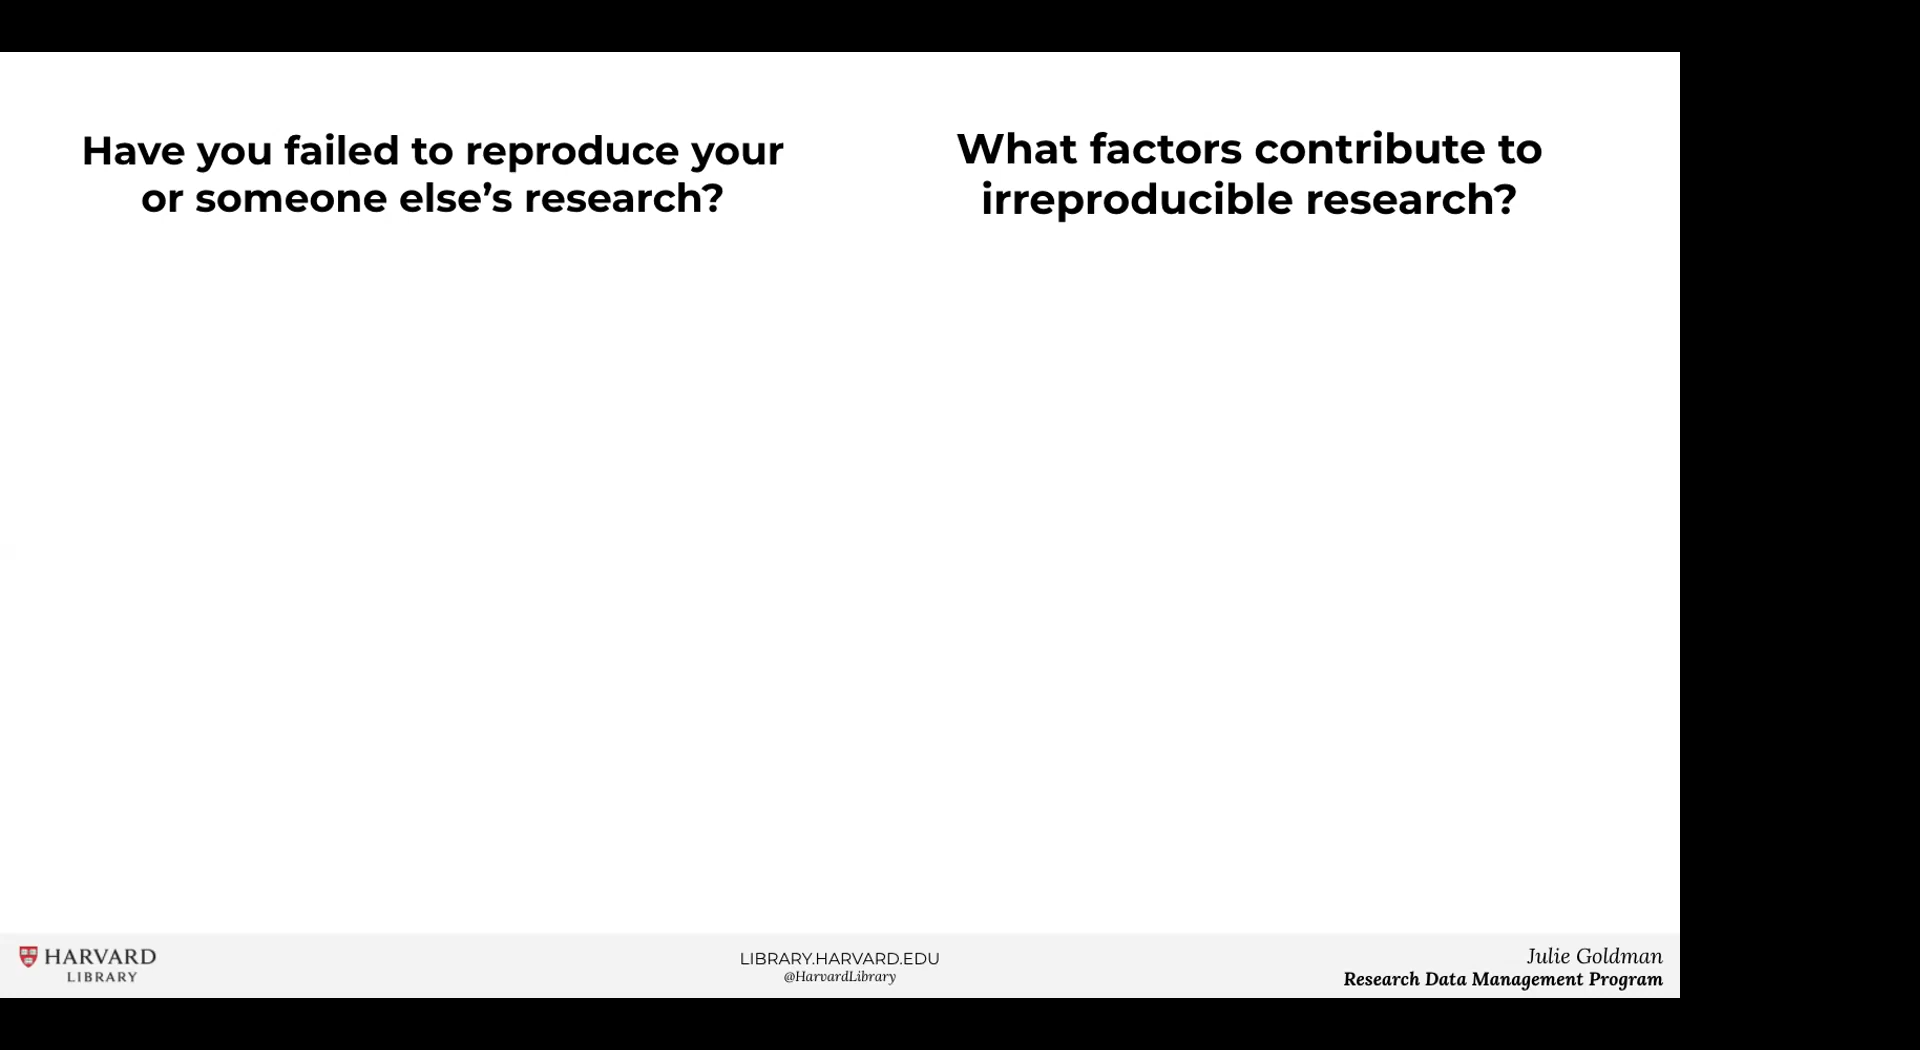 Have you failed to reproduce your
or someone else’s research?
What factors contribute to
irreproducible research?
HARVARD
LIBRARY
LIBRARY.HARVARD.EDU
@HarvardLibrary
Julie Goldman
Research Data Management Program